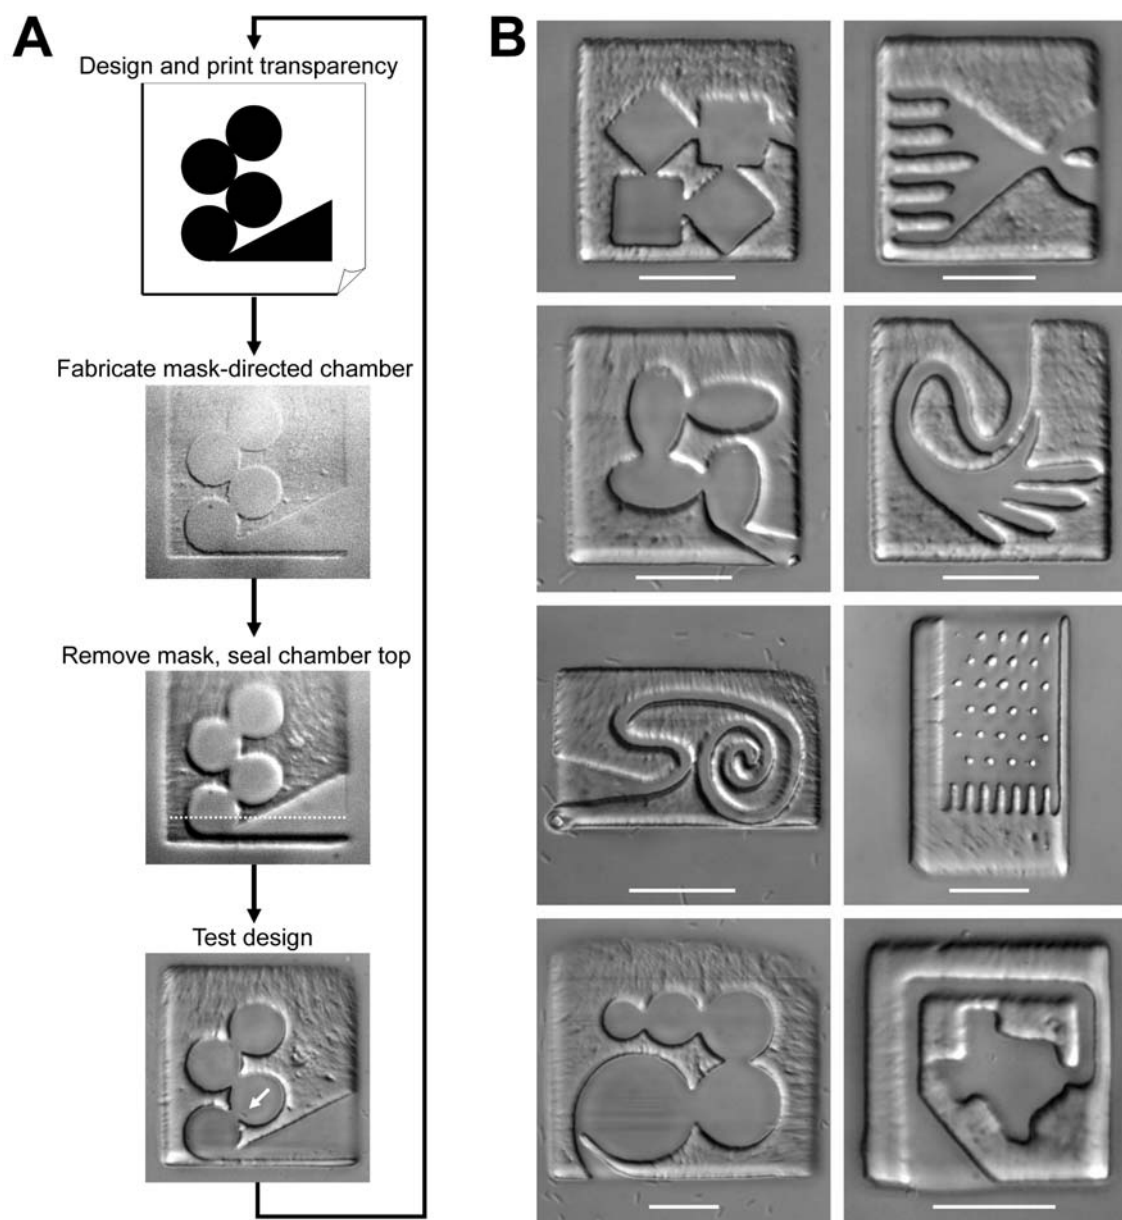 A
Design and print transparency
Fabricate mask-directed chamber
Remove mask, seal chamber top
Test design
B